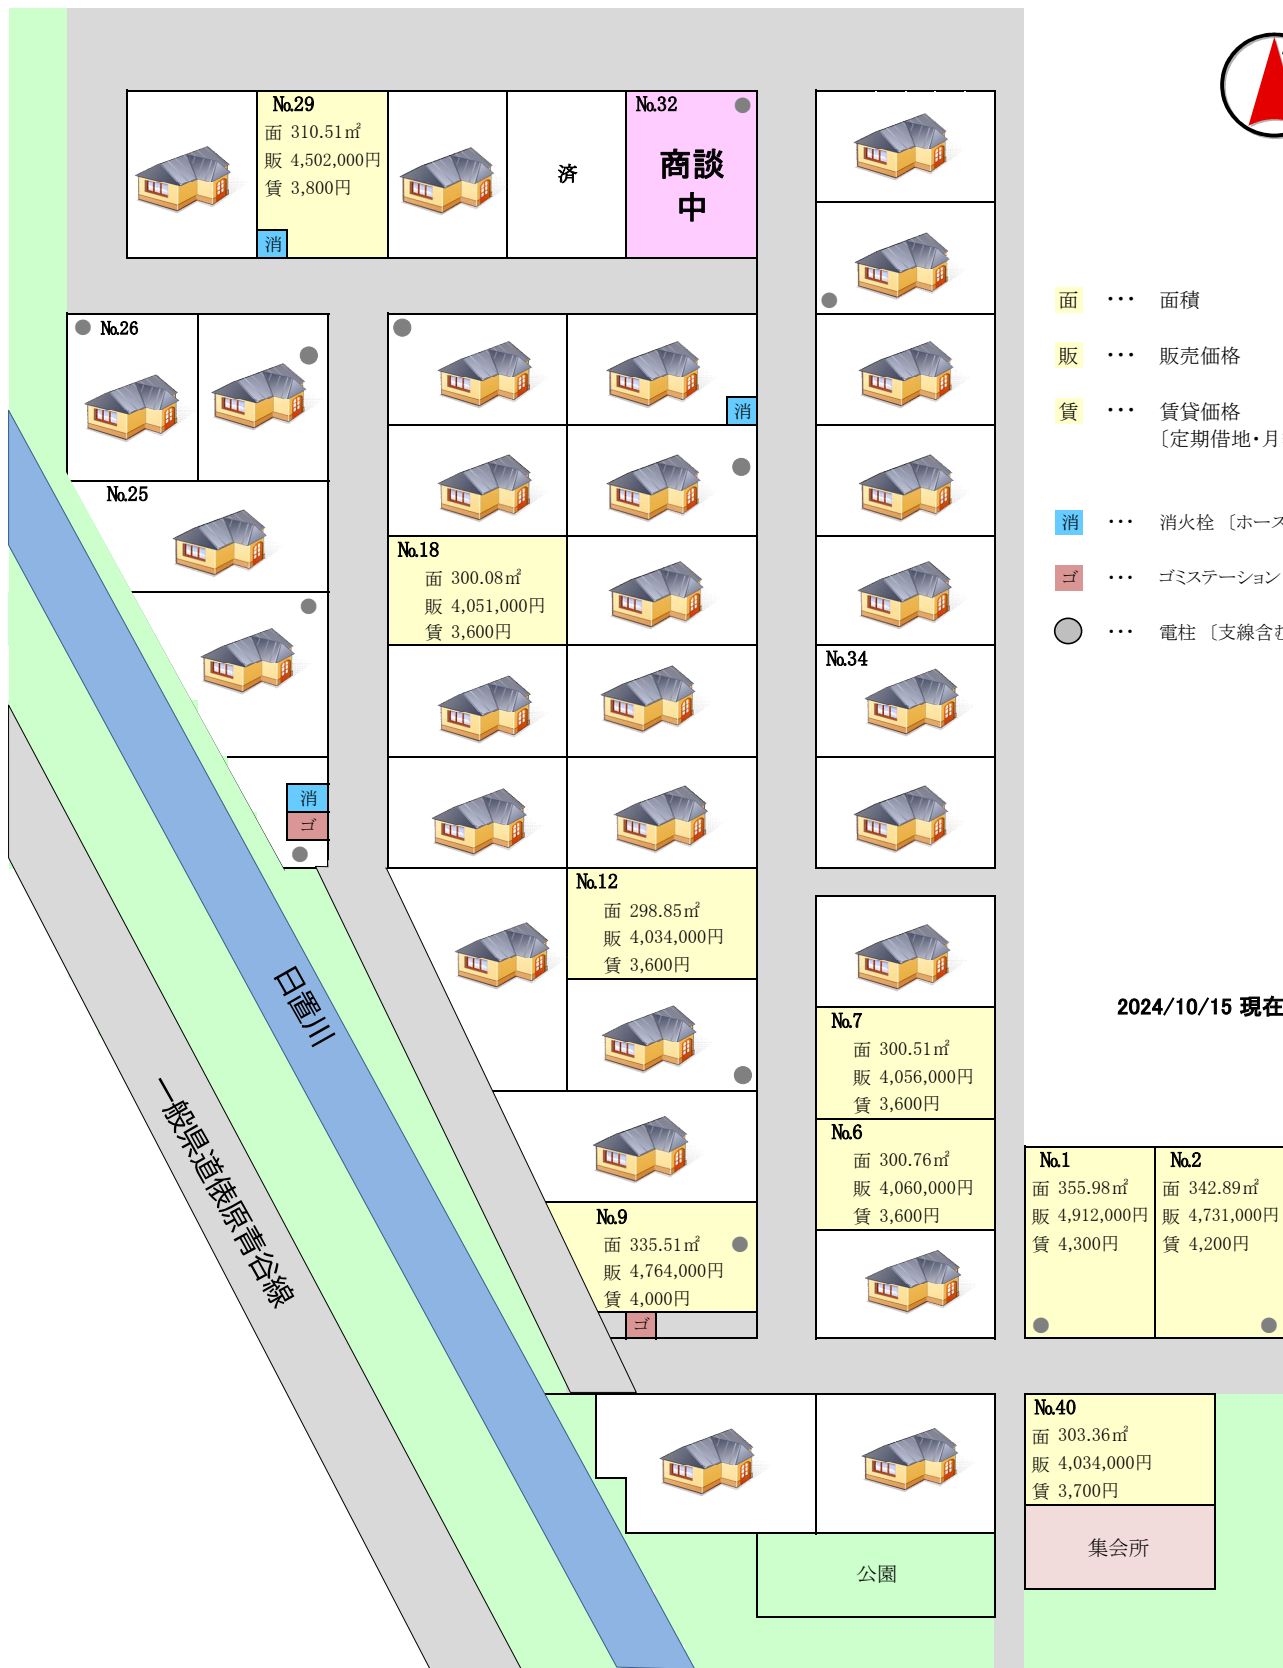 No.29
面 310.51㎡
販 4,502,000円
賃 3,800円
消
済
No.32
商談
中
面 ･･･ 面積
販 ･･･ 販売価格
賃 ･･･ 賃貸価格
〔定期借地・月
消 ･･･ 消火栓 〔ホース
ゴ ･･･ ゴミステーション
･･･ 電柱 〔支線含む
No.26
消
No.25
No.18
面 300.08㎡
販 4,051,000円
賃 3,600円
No.34
消
ゴ
No.12
面 298.85㎡
販 4,034,000円
賃 3,600円
日置川
2024/10/15 現在
No.7
面 300.51㎡
販 4,056,000円
賃 3,600円
一般県道俵原青谷線
No.6
面 300.76㎡
販 4,060,000円
賃 3,600円
No.1
面 355.98㎡
販 4,912,000円
賃 4,300円
No.2
面 342.89㎡
販 4,731,000円
賃 4,200円
No.9
面 335.51㎡
販 4,764,000円
賃 4,000円
ゴ
No.40
面 303.36㎡
販 4,034,000円
賃 3,700円
集会所
公園